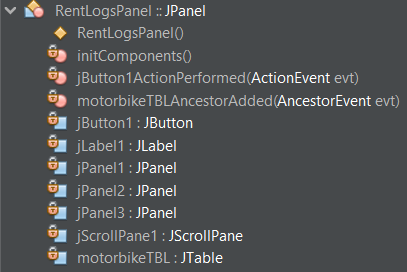 RentLogsPanel :: JPanel
RentLogsPanel()
initComponents()
jButton1ActionPerformed(ActionEvent evt)
motorbikeTBLAncestorAdded(AncestorEvent evt)
jButton1 : JButton
jLabel1 : JLabel
jPanel1 : JPanel
jPanel2 : JPanel
jPanel3 : JPanel
jScrollPane1 : JScrollPane
motorbikeTBL : JTable